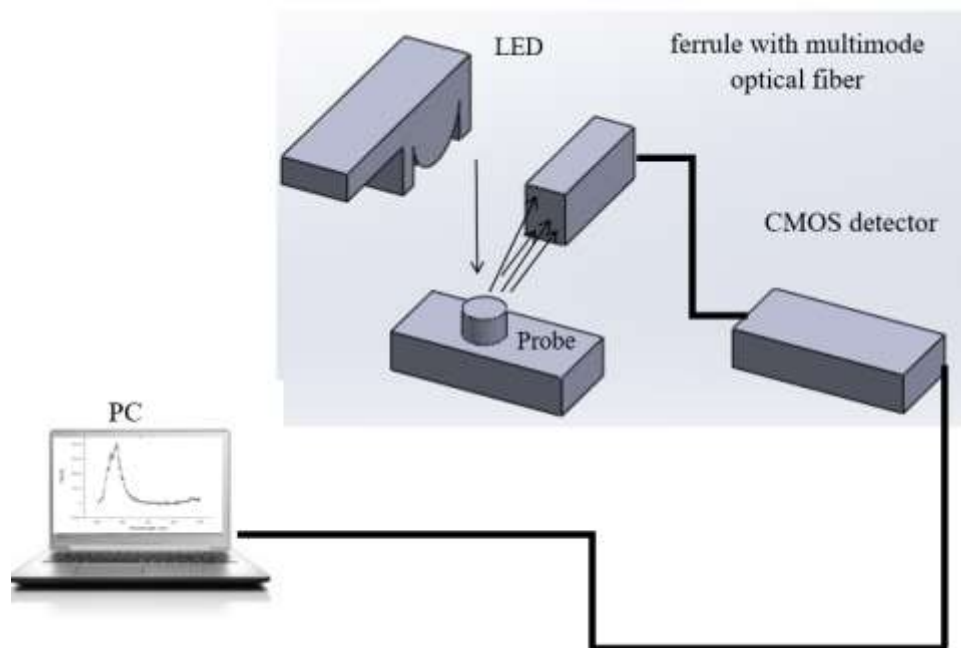 LED
ferrule with multimode
optical fiber
CMOS detector
Probe
PC